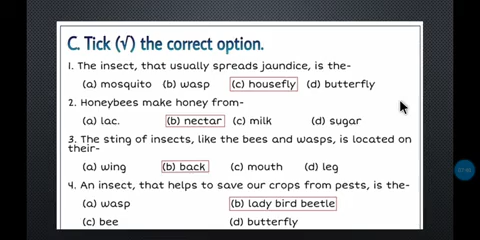 C. Tick (√) the correct option.
1. The insect, that usually spreads jaundice, is the-
(a) mosquito (b) wasp (c) housefly (d) butterfly
2. Honeybees make honey from-
(a) lac. (b) nectar (c) milk (d) sugar
3. The sting of insects, like the bees and wasps, is located on
their-
(a) wing (b) back (c) mouth (d) leg
4. An insect, that helps to save our crops from pests, is the-
(a) wasp (b) lady bird beetle
(c) bee (d) butterfly